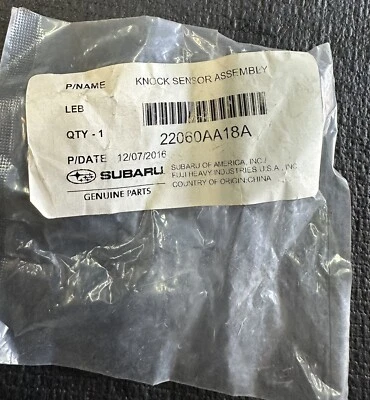 P/NAME KNOCK SENSOR ASSEMBLY
LEB
QTY - 1 22060AA18A
P/DATE 12/07/2016
SUBARU
GENUINE PARTS
SUBARU OF AMERICA, INC./
FUJI HEAVY INDUSTRIES U.S.A., INC.
COUNTRY OF ORIGIN:CHINA